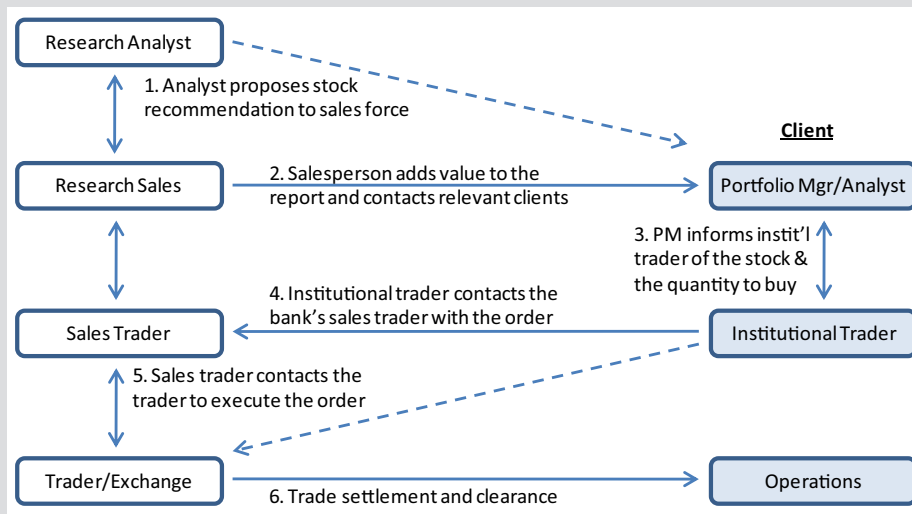 Research Analyst
1. Analyst proposes stock
recommendation to sales force
Client
Research Sales
2. Salesperson adds value to the
report and contacts relevant clients
Portfolio Mgr/Analyst
3. PM informs instit'l
trader of the stock &
the quantity to buy
4. Institutional trader contacts the
bank's sales trader with the order
Sales Trader
Institutional Trader
5. Sales trader contacts the
trader to execute the order
Trader/Exchange
6. Trade settlement and clearance
Operations